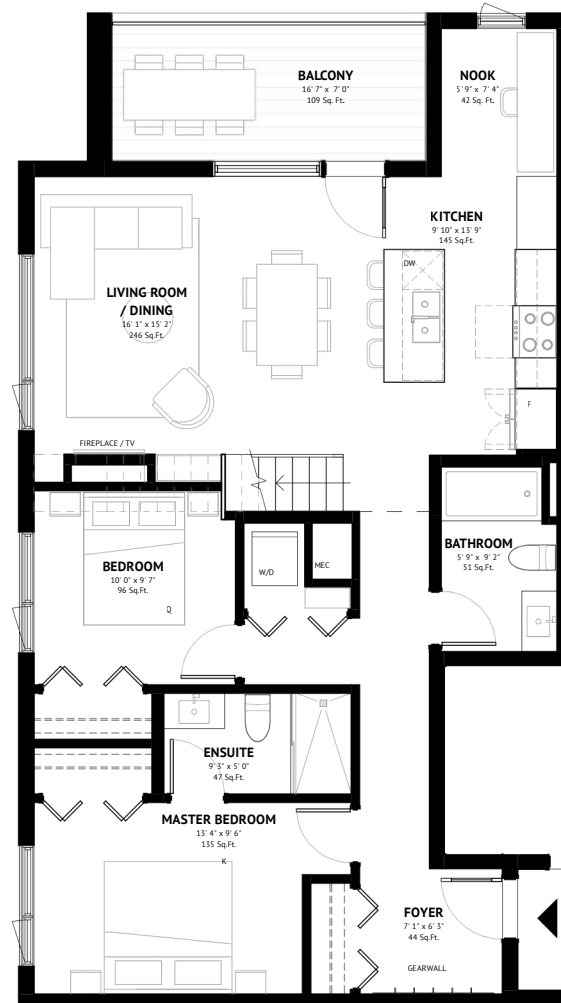 BALCONY
16' 7" x 7' 0"
109 Sq. Ft.
NOOK
5' 9" x 7' 4"
42 Sq. Ft.
KITCHEN
9' 10" x 13' 9"
145 Sq.Ft.
DW
LIVING ROOM
/ DINING
16' 1" x 15' 2"
246 Sq.Ft.
F
FIREPLACE / TV
BATHROOM
5' 9" x 9' 2"
51 Sq.Ft.
BEDROOM
10' 0" x 9' 7"
96 Sq.Ft.
Q
W/D
MEC
ENSUITE
9' 3" x 5' 0"
47 Sq.Ft.
MASTER BEDROOM
13' 4" x 9' 6"
135 Sq.Ft.
K
FOYER
7' 1" x 6' 3"
44 Sq.Ft.
GEARWALL